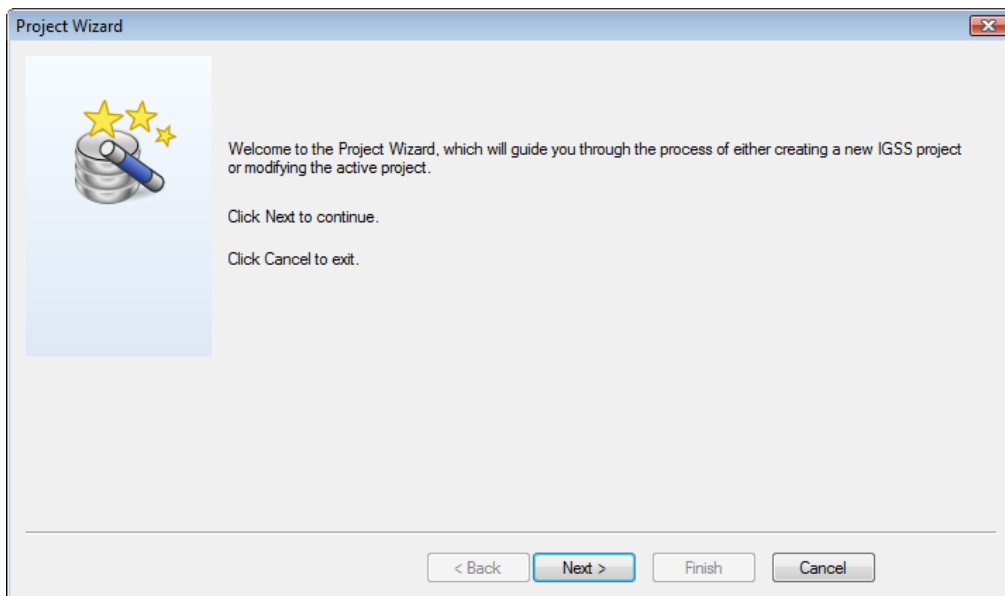 Project Wizard
Welcome to the Project Wizard, which will guide you through the process of either creating a new IGSS project
or modifying the active project.
Click Next to continue.
Click Cancel to exit.
< Back Next > Finish Cancel